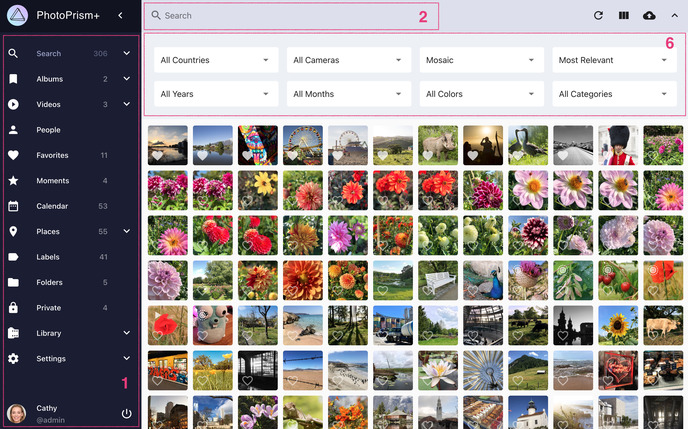 PhotoPrism+
Search
2
Search 306
Albums 2
Videos 3
People
Favorites 11
Moments 4
Calendar 53
Places 55
Labels 41
Folders 5
Private 4
Library
Settings
1
Cathy
@admin
6
All Countries
All Cameras
Mosaic
Most Relevant
All Years
All Months
All Colors
All Categories